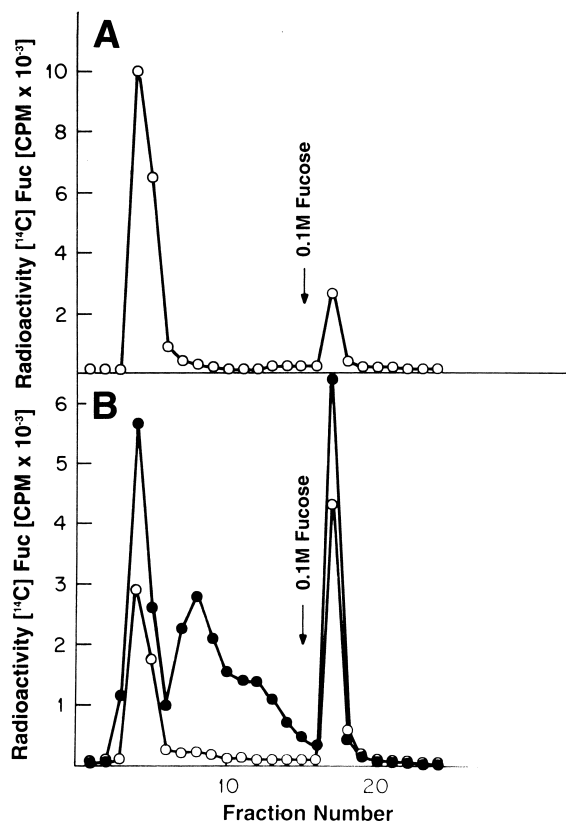 A
Radioactivity [¹⁴C] Fuc [CPM x 10⁻³]
10
8
6
4
2
0.1M Fucose
B
Radioactivity [¹⁴C] Fuc [CPM x 10⁻³]
6
5
4
3
2
1
0.1M Fucose
10
20
Fraction Number